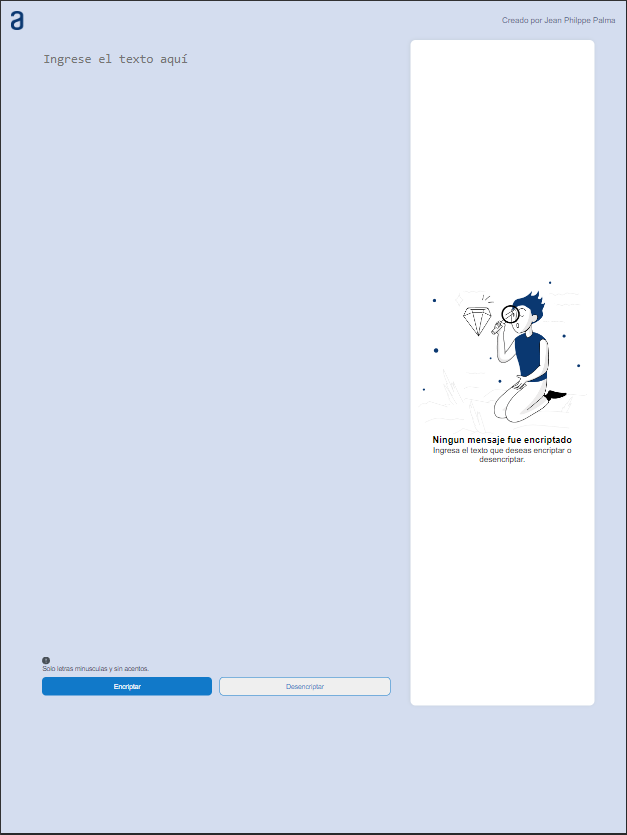 a
Creado por Jean Philppe Palma
Ingrese el texto aquí
Ningun mensaje fue encriptado
Ingresa el texto que deseas encriptar o
desencriptar.
Solo letras minusculas y sin acentos.
Encriptar
Desencriptar